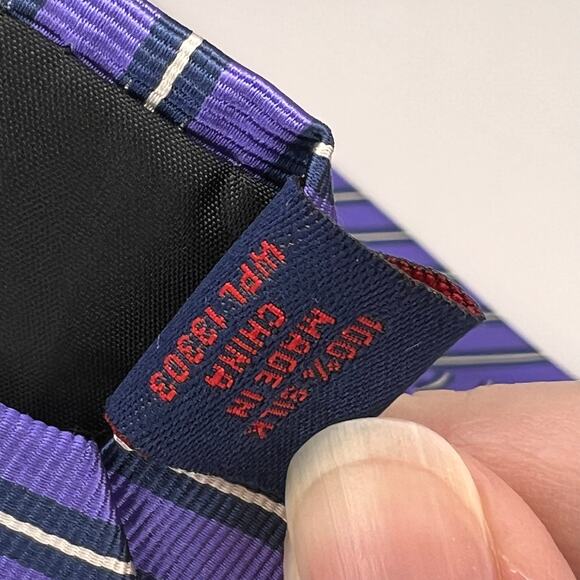 100% SILK
MADE IN
CHINA
WPL 13303